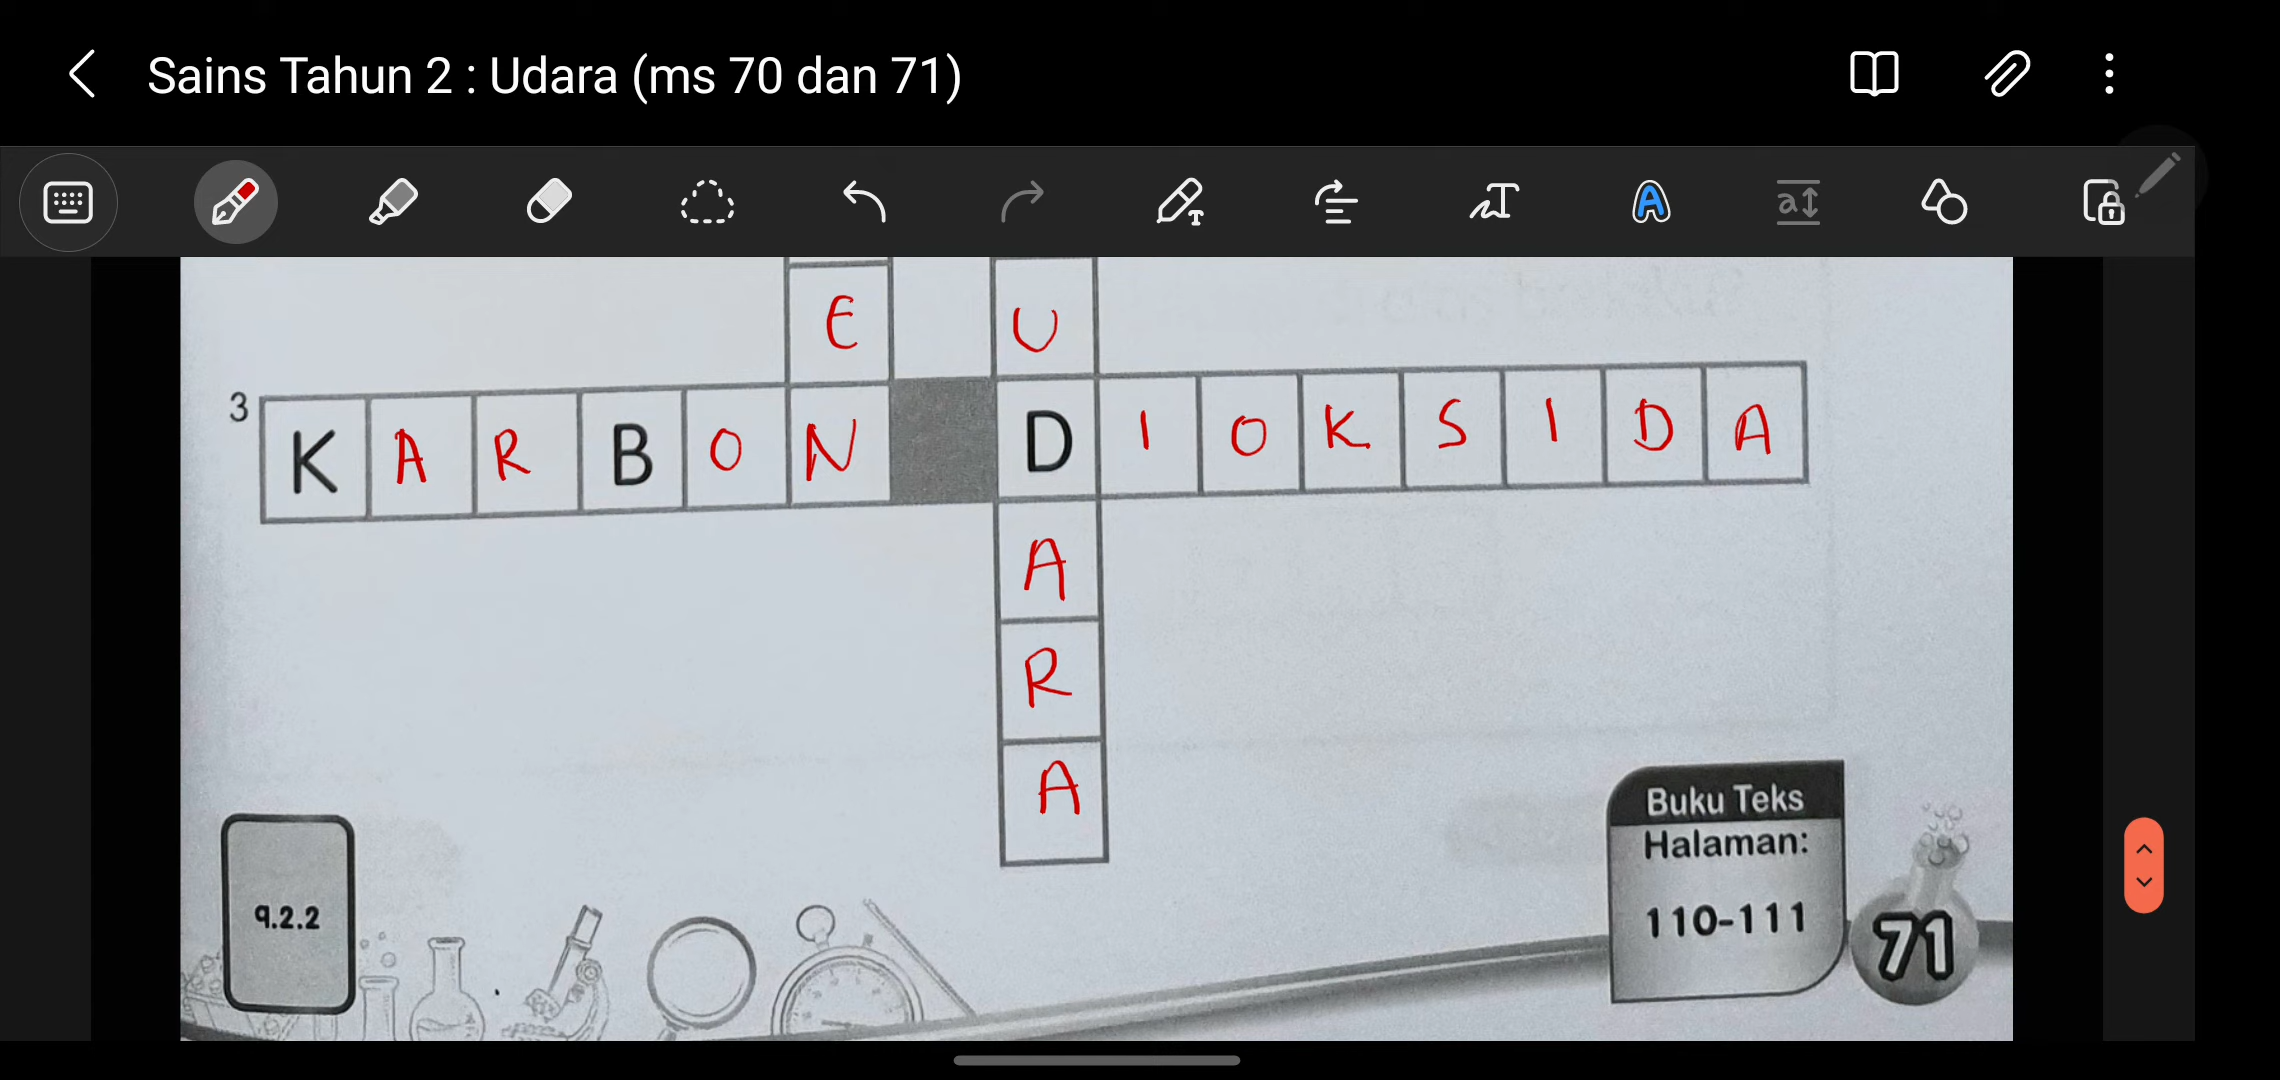 Sains Tahun 2 : Udara (ms 70 dan 71)
E U
3 K A R B O N D I O K S I D A
A
R
A
Buku Teks
Halaman:
110-111
9.2.2
71